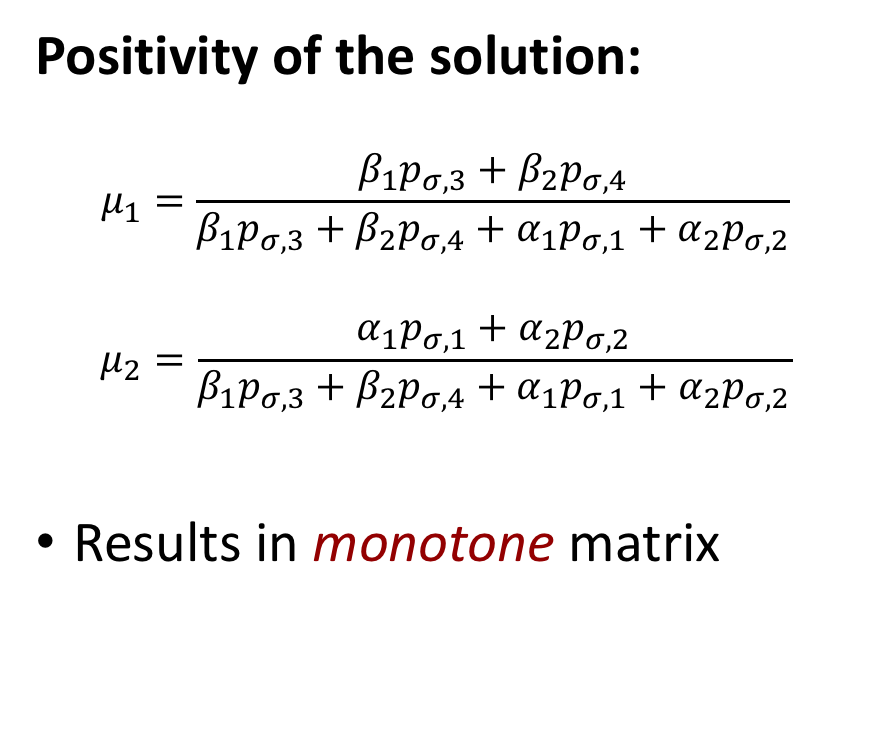 Positivity of the solution:
μ₁ = (β₁p_{σ,3} + β₂p_{σ,4}) / (β₁p_{σ,3} + β₂p_{σ,4} + α₁p_{σ,1} + α₂p_{σ,2})
μ₂ = (α₁p_{σ,1} + α₂p_{σ,2}) / (β₁p_{σ,3} + β₂p_{σ,4} + α₁p_{σ,1} + α₂p_{σ,2})
• Results in monotone matrix